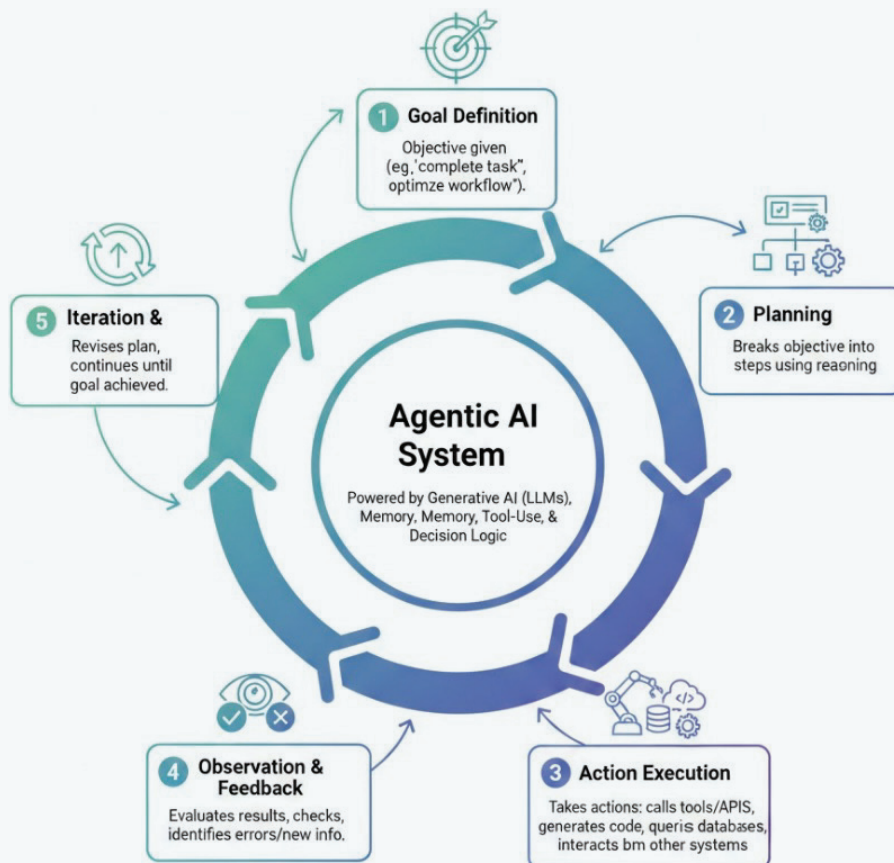 1 Goal Definition
Objective given
(eg,'complete task",
optimze workflow").
2 Planning
Breaks objective into
steps using reaoning
3 Action Execution
Takes actions: calls tools/APIS,
generates code, queris databases,
interacts bm other systems
4 Observation &
Feedback
Evaluates results, checks,
identifies errors/new info.
5 Iteration &
Revises plan,
continues until
goal achieved.
Agentic AI
System
Powered by Generative AI (LLMs),
Memory, Memory, Tool-Use, &
Decision Logic